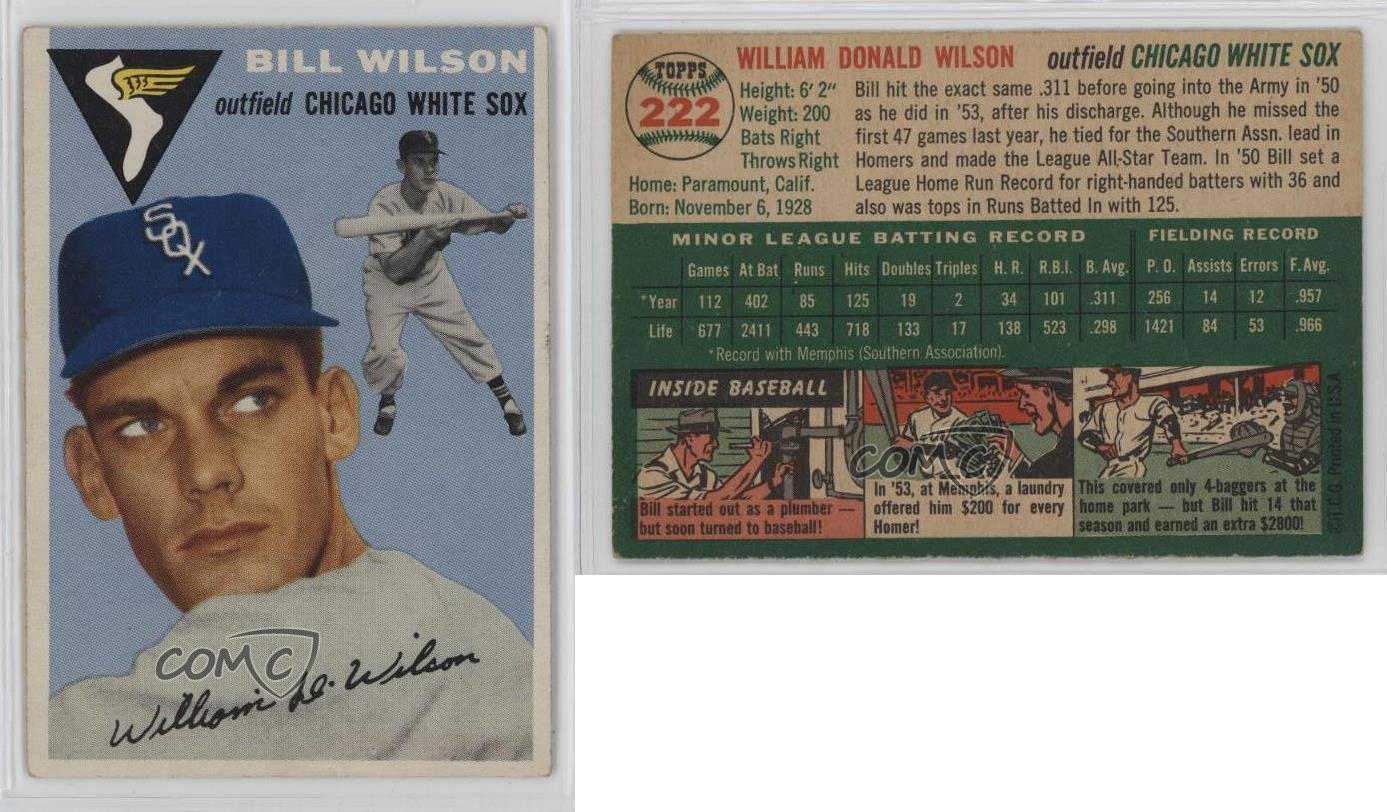 BILL WILSON
outfield CHICAGO WHITE SOX
SOX
COMC
William D. Wilson
TOPPS
222
WILLIAM DONALD WILSON outfield CHICAGO WHITE SOX
Height: 6' 2"
Weight: 200
Bats Right
Throws Right
Home: Paramount, Calif.
Born: November 6, 1928
Bill hit the exact same .311 before going into the Army in '50
as he did in '53, after his discharge. Although he missed the
first 47 games last year, he tied for the Southern Assn. lead in
Homers and made the League All-Star Team. In '50 Bill set a
League Home Run Record for right-handed batters with 36 and
also was tops in Runs Batted In with 125.
MINOR LEAGUE BATTING RECORD FIELDING RECORD
Games At Bat Runs Hits Doubles Triples H. R. R.B.I. B. Avg. P. O. Assists Errors F. Avg.
*Year 112 402 85 125 19 2 34 101 .311 256 14 12 .957
Life 677 2411 443 718 133 17 138 523 .298 1421 84 53 .966
*Record with Memphis (Southern Association).
INSIDE BASEBALL
COMC
Bill started out as a plumber —
but soon turned to baseball!
In '53, at Memphis, a laundry
offered him $200 for every
Homer!
This covered only 4-baggers at the
home park — but Bill hit 14 that
season and earned an extra $2800!
©T.C.G. Printed in U.S.A.